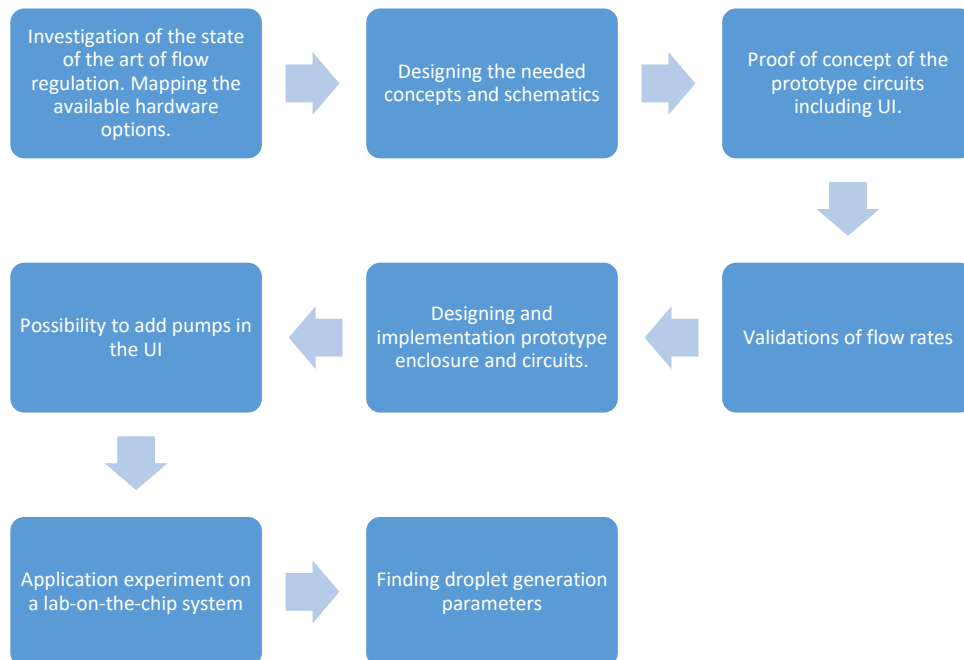 Investigation of the state
of the art of flow
regulation. Mapping the
available hardware
options.
Designing the needed
concepts and schematics
Proof of concept of the
prototype circuits
including UI.
Validations of flow rates
Designing and
implementation prototype
enclosure and circuits.
Possibility to add pumps in
the UI
Application experiment on
a lab-on-the-chip system
Finding droplet generation
parameters